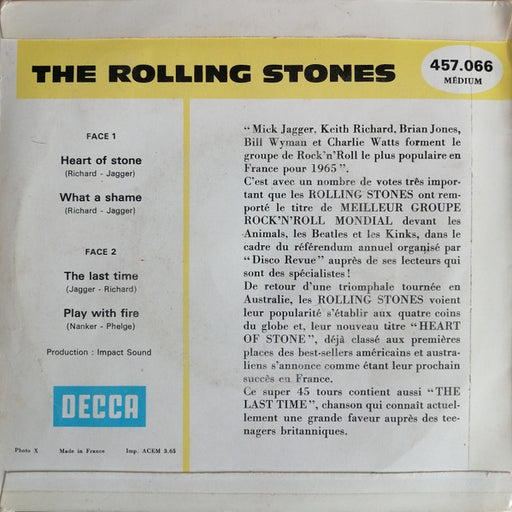 THE ROLLING STONES
457.066
MÉDIUM
FACE 1
Heart of stone
(Richard - Jagger)
What a shame
(Richard - Jagger)
FACE 2
The last time
(Jagger - Richard)
Play with fire
(Nanker - Phelge)
Production : Impact Sound
DECCA
Photo X Made in France Imp. ACEM 3.65
“ Mick Jagger, Keith Richard, Brian Jones,
Bill Wyman et Charlie Watts forment le
groupe de Rock'n'Roll le plus populaire en
France pour 1965 ”.
C'est avec un nombre de votes très impor-
tant que les ROLLING STONES ont rem-
porté le titre de MEILLEUR GROUPE
ROCK'N'ROLL MONDIAL devant les
Animals, les Beatles et les Kinks, dans le
cadre du référendum annuel organisé par
“ Disco Revue ” auprès de ses lecteurs qui
sont des spécialistes !
De retour d'une triomphale tournée en
Australie, les ROLLING STONES voient
leur popularité s'établir aux quatre coins
du globe et, leur nouveau titre “ HEART
OF STONE ”, déjà classé aux premières
places des best-sellers américains et austra-
liens s'annonce comme étant leur prochain
succès en France.
Ce super 45 tours contient aussi “ THE
LAST TIME ”, chanson qui connaît actuel-
lement une grande faveur auprès des tee-
nagers britanniques.